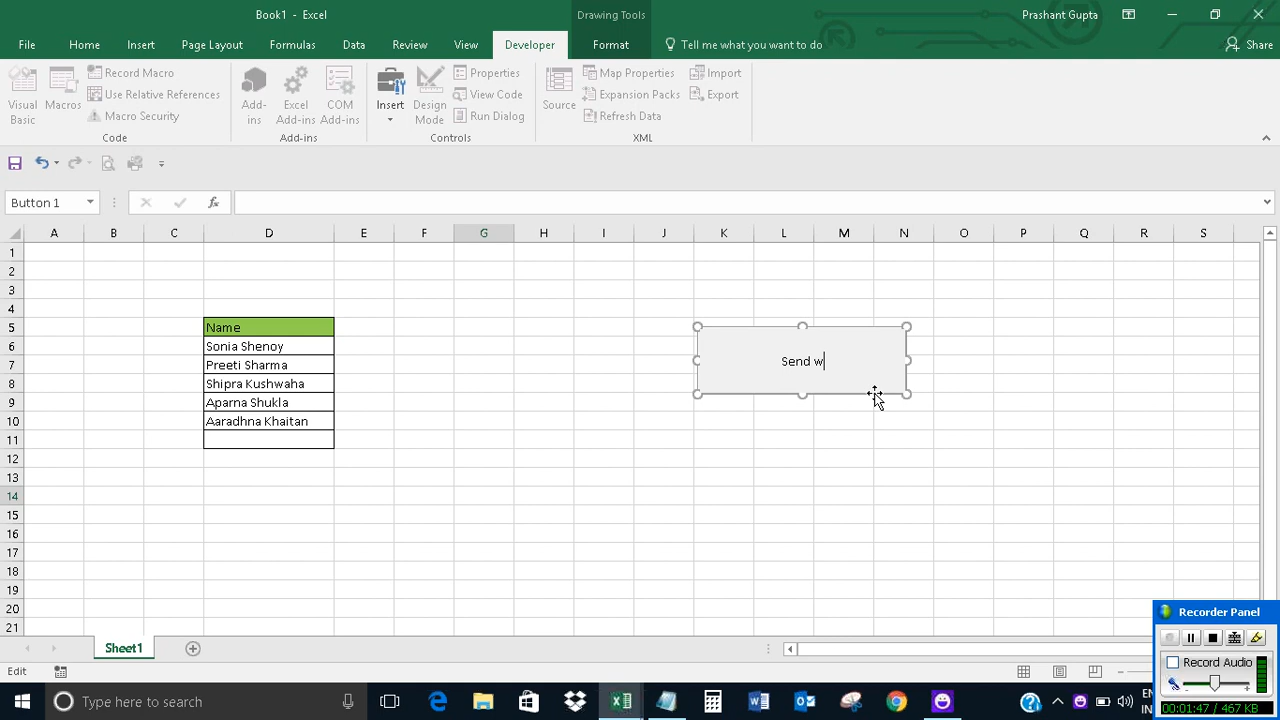 Book1 - Excel
Drawing Tools
Prashant Gupta
File
Home
Insert
Page Layout
Formulas
Data
Review
View
Developer
Format
Tell me what you want to do
Share
Visual Basic
Macros
Record Macro
Use Relative References
Macro Security
Code
Add-ins
Excel Add-ins
COM Add-ins
Add-ins
Insert
Design Mode
Properties
View Code
Run Dialog
Controls
Source
Map Properties
Expansion Packs
Refresh Data
Import
Export
XML
Button 1
fx
A B C D E F G H I J K L M N O P Q R S
1
2
3
4
5 Name
6 Sonia Shenoy
7 Preeti Sharma
8 Shipra Kushwaha
9 Aparna Shukla
10 Aaradhna Khaitan
11
12
13
14
15
16
17
18
19
20
21
Send w
Sheet1
Edit
Recorder Panel
Record Audio
00:01:47 / 467 KB
Type here to search